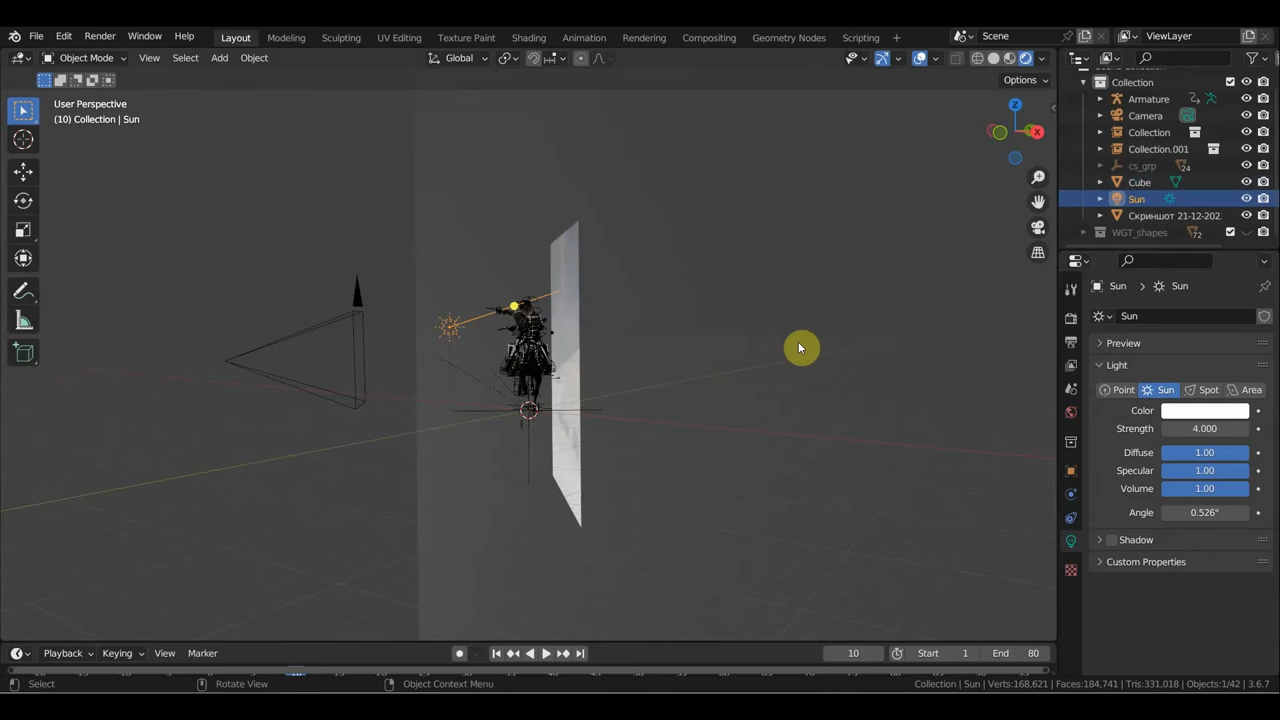 File Edit Render Window Help Layout Modeling Sculpting UV Editing Texture Paint Shading Animation Rendering Compositing Geometry Nodes Scripting + Scene ViewLayer
Object Mode View Select Add Object Global
Options
User Perspective
(10) Collection | Sun
Z
X
Collection
Armature
Camera
Collection
Collection.001
cs_grp 24
Cube
Sun
Скриншот 21-12-202
WGT_shapes 72
Sun > Sun
Sun
Preview
Light
Point Sun Spot Area
Color
Strength 4.000
Diffuse 1.00
Specular 1.00
Volume 1.00
Angle 0.526°
Shadow
Custom Properties
Playback Keying View Marker 10 Start 1 End 80
Select Rotate View Object Context Menu Collection | Sun | Verts:168,621 | Faces:184,741 | Tris:331,018 | Objects:1/42 | 3.6.7